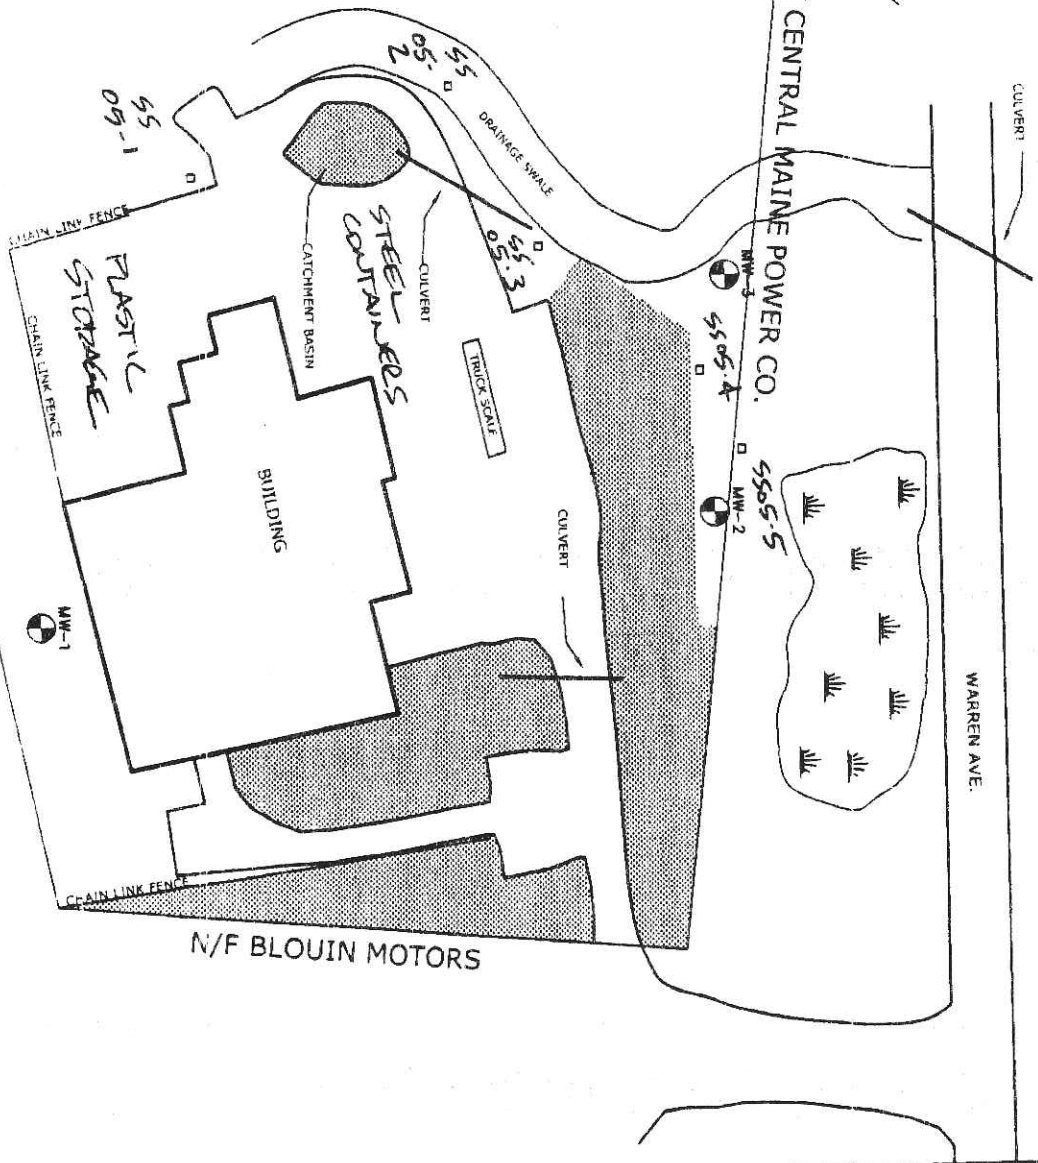 CULVERT
CENTRAL MAINE POWER CO.
SS
05-
2
DRAINAGE SWALE
SS
05-1
CHAIN LINK FENCE
CULVERT
STEEL
CONTAINERS
CATCHMENT BASIN
SS
05.3
MW-3
SS05.4
PLASTIC
STORAGE
TRUCK SCALE
CHAIN LINK FENCE
BUILDING
CULVERT
SS05-5
MW-2
MW-1
WARREN AVE.
CHAIN LINK FENCE
N/F BLOUIN MOTORS